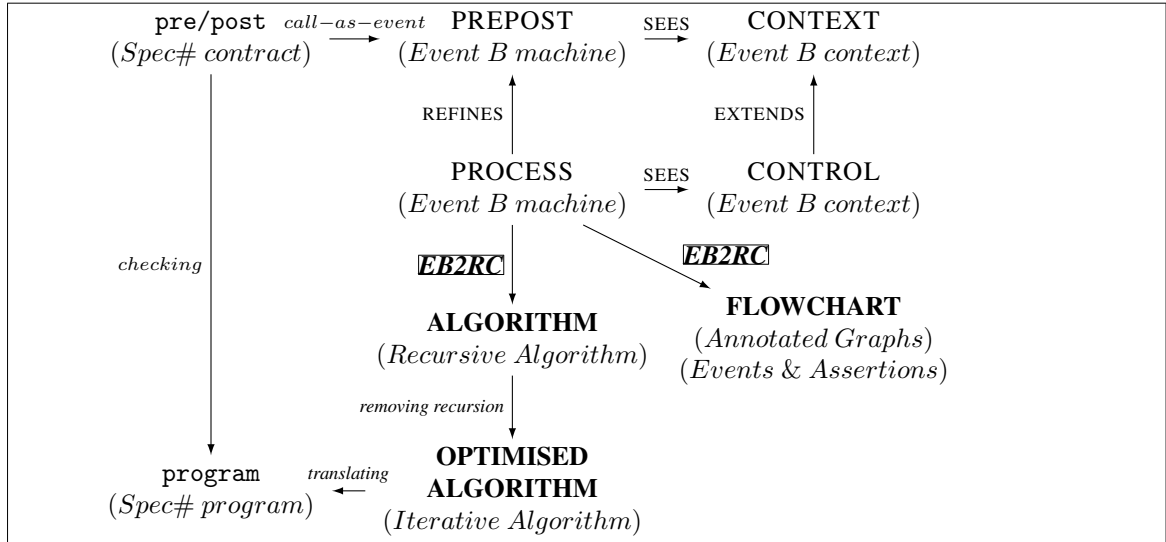 pre/post call−as−event PREPOST SEES CONTEXT
(Spec# contract) (Event B machine) (Event B context)
REFINES EXTENDS
PROCESS SEES CONTROL
(Event B machine) (Event B context)
checking EB2RC EB2RC
ALGORITHM FLOWCHART
(Recursive Algorithm) (Annotated Graphs)
(Events & Assertions)
removing recursion
OPTIMISED
program translating ALGORITHM
(Spec# program) (Iterative Algorithm)